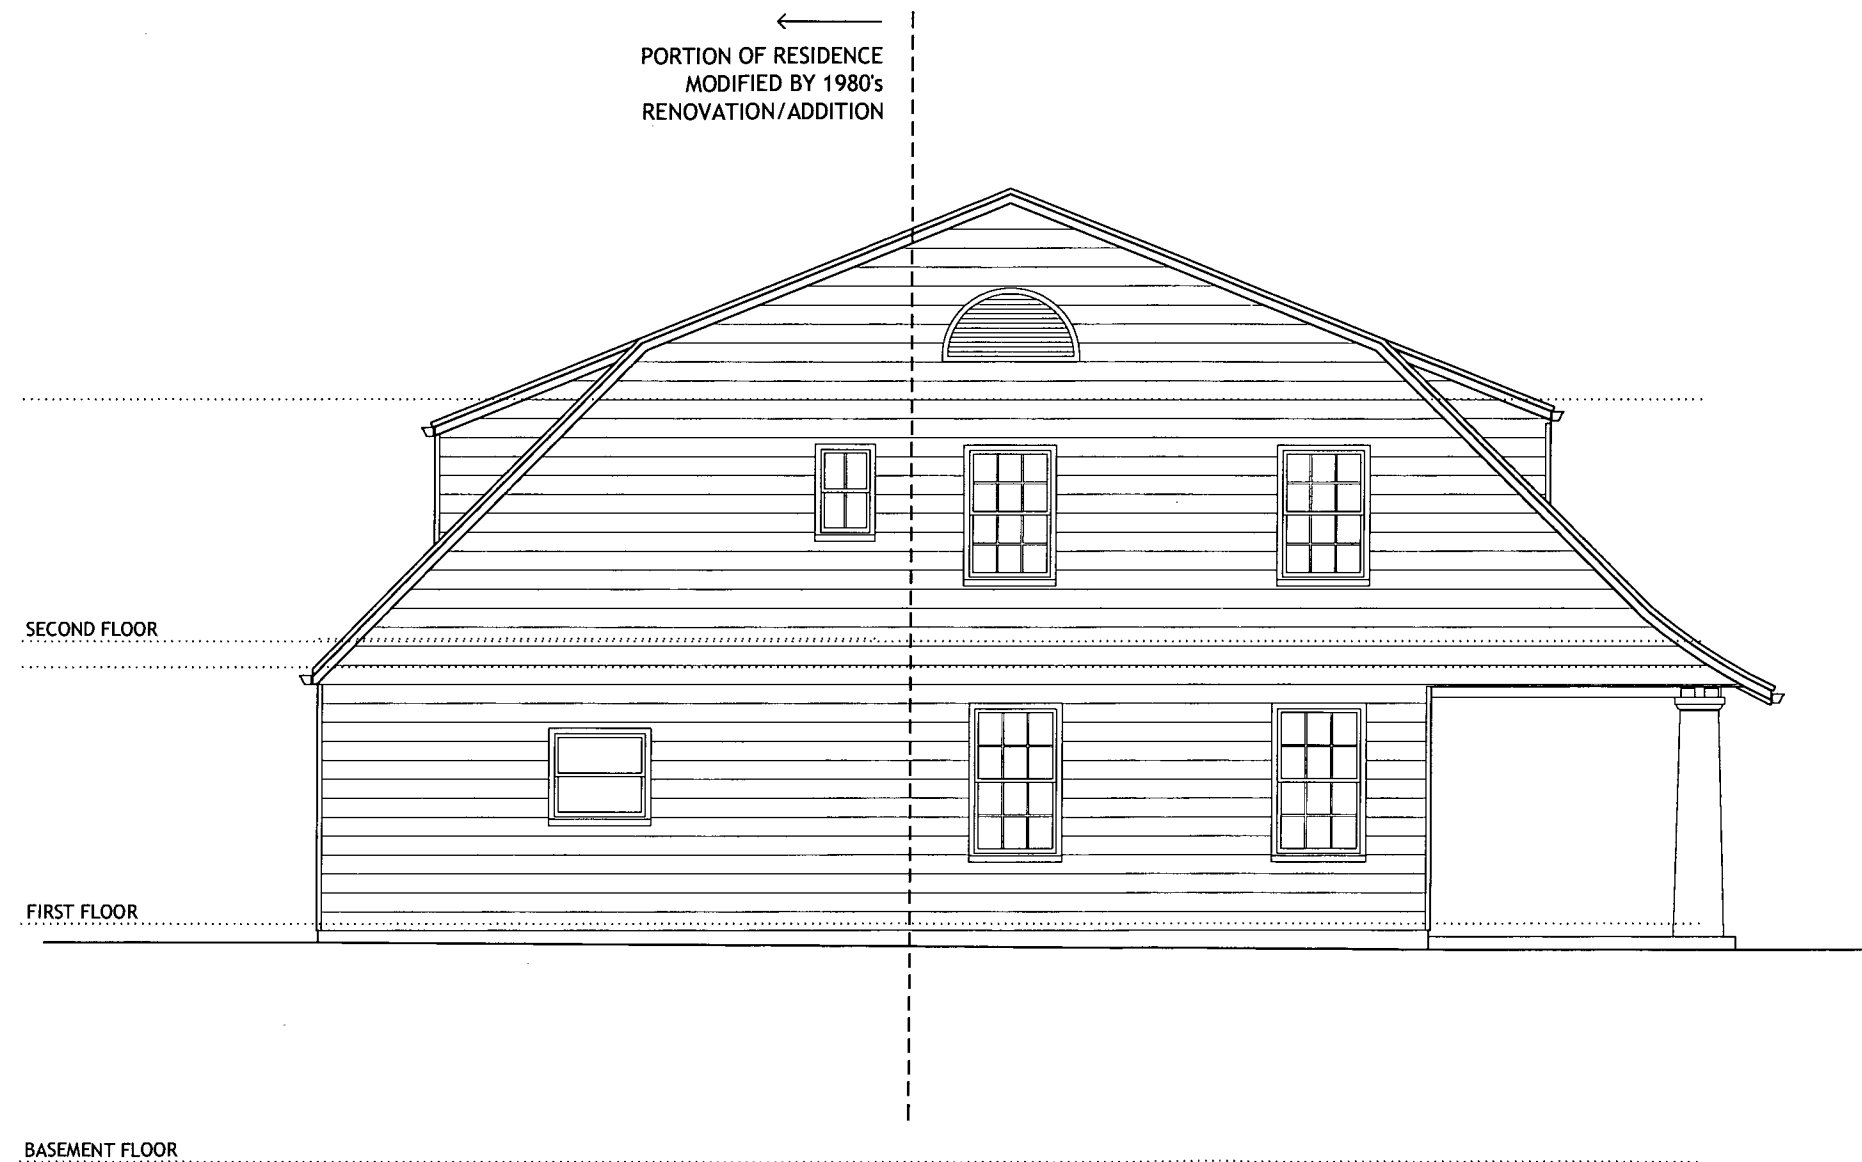 PORTION OF RESIDENCE
MODIFIED BY 1980's
RENOVATION/ADDITION
SECOND FLOOR
FIRST FLOOR
BASEMENT FLOOR